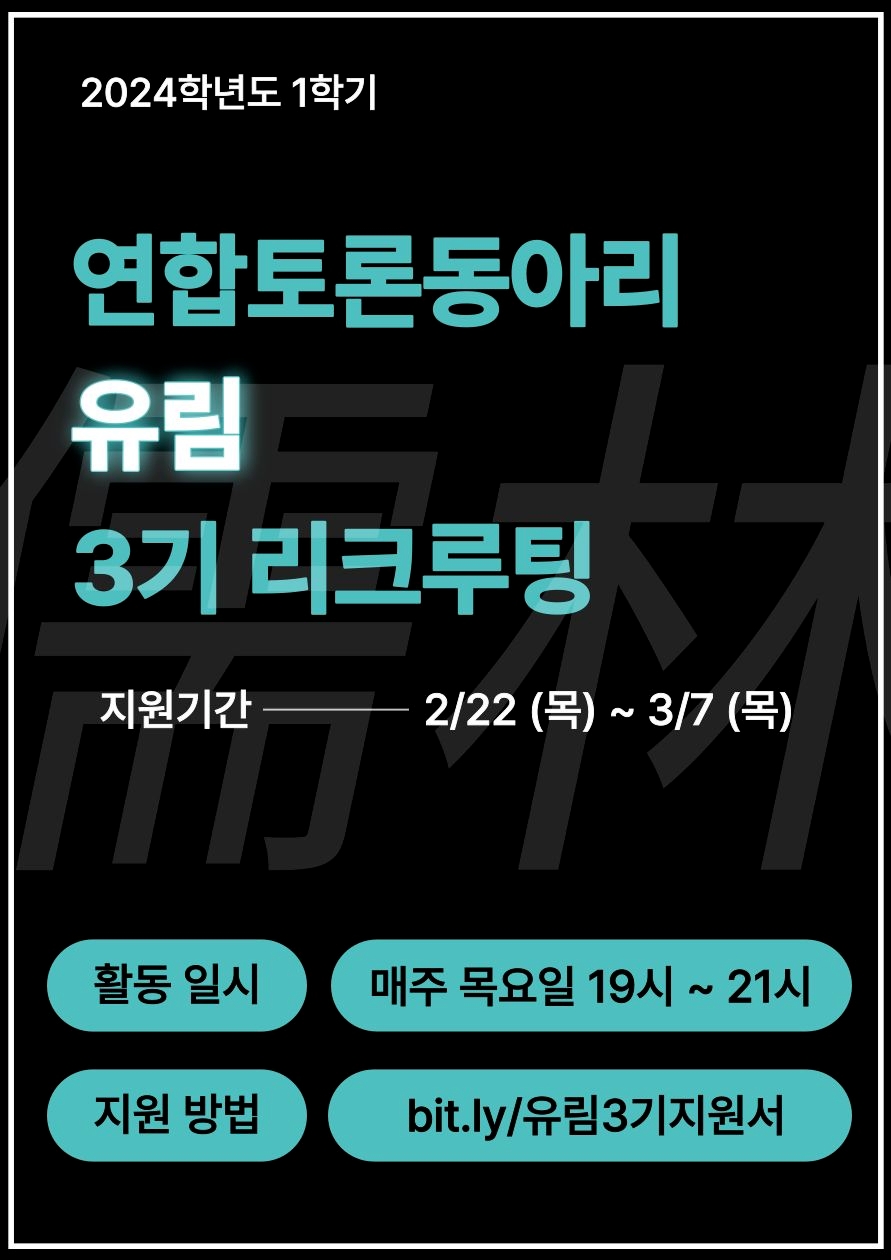 2024학년도 1학기
연합토론동아리
유림
3기 리크루팅
儒林
지원기간 2/22 (목) ~ 3/7 (목)
활동 일시 매주 목요일 19시 ~ 21시
지원 방법 bit.ly/유림3기지원서